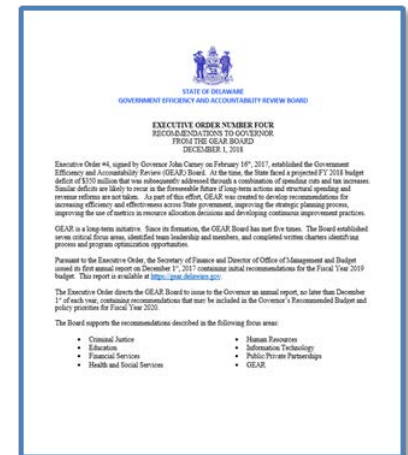 STATE OF DELAWARE
GOVERNMENT EFFICIENCY AND ACCOUNTABILITY REVIEW BOARD
EXECUTIVE ORDER NUMBER FOUR
RECOMMENDATIONS TO GOVERNOR
FROM THE GEAR BOARD
DECEMBER 1, 2018
Executive Order #4, signed by Governor John Carney on February 16th, 2017, established the Government
Efficiency and Accountability Review (GEAR) Board. At the time, the State faced a projected FY 2018 budget
deficit of $350 million that was subsequently addressed through a combination of spending cuts and tax increases.
Similar deficits are likely to recur in the foreseeable future if long-term actions and structural spending and
revenue reforms are not taken. As part of this effort, GEAR was created to develop recommendations for
increasing efficiency and effectiveness across State government, improving the strategic planning process,
improving the use of metrics in resource allocation decisions and developing continuous improvement practices.
GEAR is a long-term initiative. Since its formation, the GEAR Board has met five times. The Board established
seven critical focus areas, identified team leadership and members, and completed written charters identifying
process and program optimization opportunities.
Pursuant to the Executive Order, the Secretary of Finance and Director of Office of Management and Budget
issued its first annual report on December 1st, 2017 containing initial recommendations for the Fiscal Year 2019
budget. This report is available at https://gear.delaware.gov.
The Executive Order directs the GEAR Board to issue to the Governor an annual report, no later than December
1st of each year, containing recommendations that may be included in the Governor's Recommended Budget and
policy priorities for Fiscal Year 2020.
The Board supports the recommendations described in the following focus areas:
• Criminal Justice
• Education
• Financial Services
• Health and Social Services
• Human Resources
• Information Technology
• Public/Private Partnerships
• GEAR